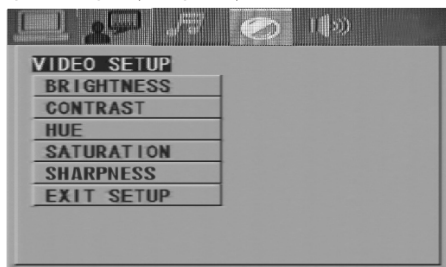 VIDEO SETUP
BRIGHTNESS
CONTRAST
HUE
SATURATION
SHARPNESS
EXIT SETUP